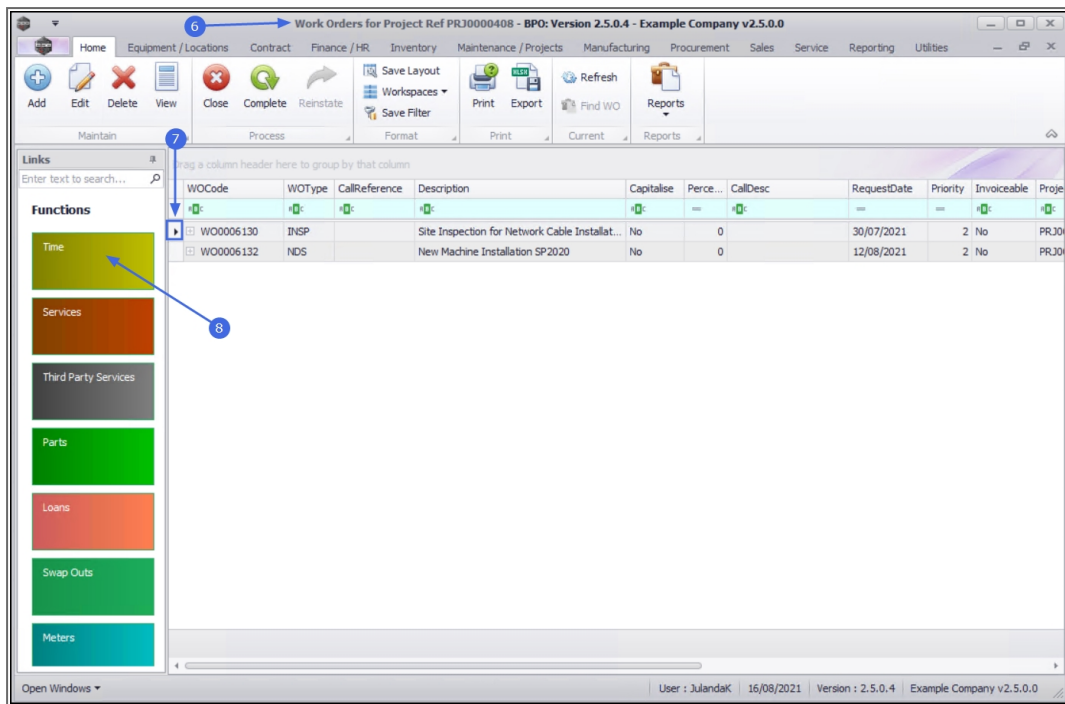 6
Work Orders for Project Ref PRJ0000408 - BPO: Version 2.5.0.4 - Example Company v2.5.0.0
Home Equipment / Locations Contract Finance / HR Inventory Maintenance / Projects Manufacturing Procurement Sales Service Reporting Utilities
Save Layout
Workspaces
Save Filter
Refresh
Find WO
Add Edit Delete View Close Complete Reinstate Print Export Reports
Maintain Process Format Print Current Reports
7
Links
Drag a column header here to group by that column
Enter text to search...
WOCode WOType CallReference Description Capitalise Perce... CallDesc RequestDate Priority Invoiceable Proje
Functions
WO0006130 INSP Site Inspection for Network Cable Installat... No 0 30/07/2021 2 No PRJ00
WO0006132 NDS New Machine Installation SP2020 No 0 12/08/2021 2 No PRJ00
Time
8
Services
Third Party Services
Parts
Loans
Swap Outs
Meters
Open Windows
User : JulandaK 16/08/2021 Version : 2.5.0.4 Example Company v2.5.0.0